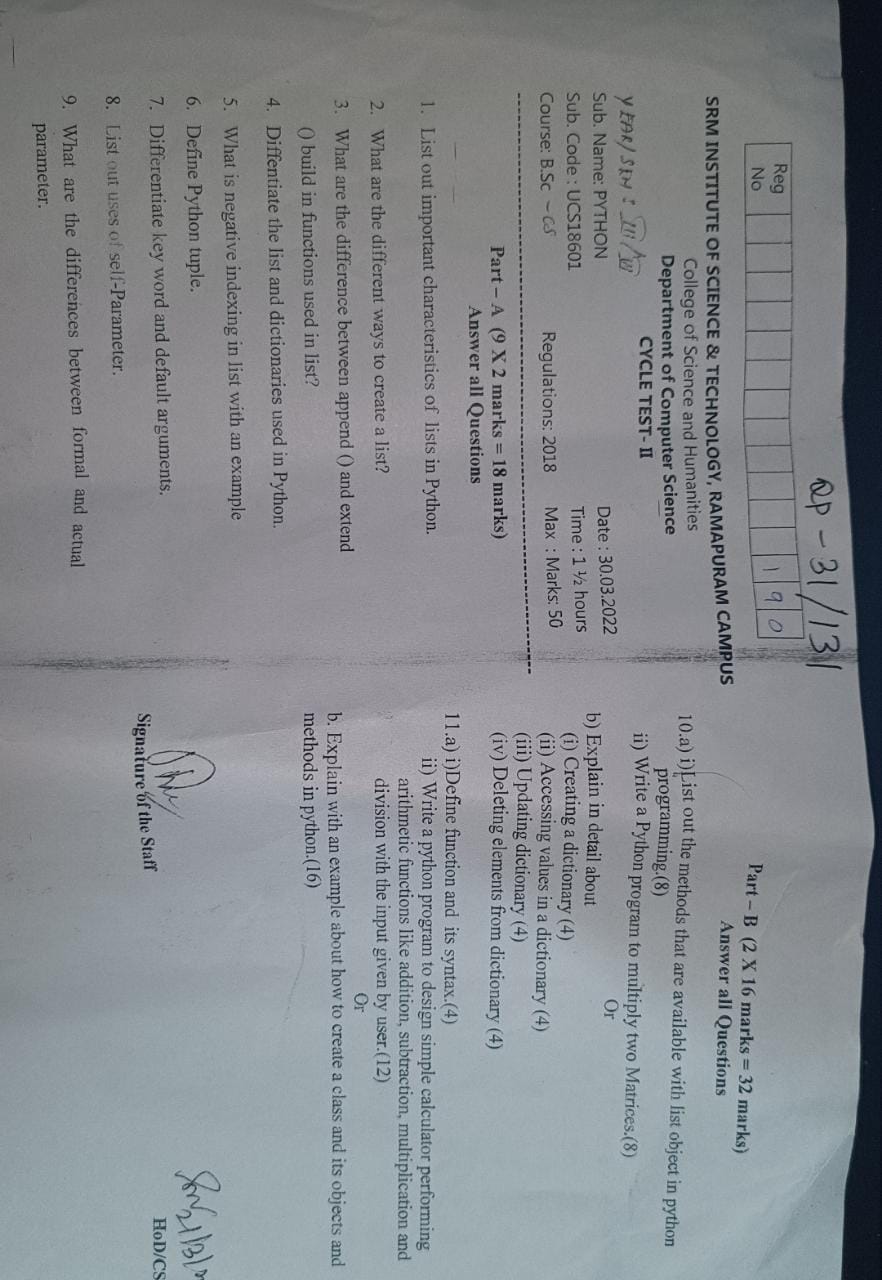 QP - 31/131
Reg No 1 9 0
SRM INSTITUTE OF SCIENCE & TECHNOLOGY, RAMAPURAM CAMPUS
College of Science and Humanities
Department of Computer Science
CYCLE TEST- II
YEAR/SEM : III/VI
Sub. Name: PYTHON Date : 30.03.2022
Sub. Code : UCS18601 Time : 1 ½ hours
Course: B.Sc - CS Regulations: 2018 Max : Marks: 50
Part – A (9 X 2 marks = 18 marks)
Answer all Questions
1. List out important characteristics of lists in Python.
2. What are the different ways to create a list?
3. What are the difference between append () and extend
() build in functions used in list?
4. Diffentiate the list and dictionaries used in Python.
5. What is negative indexing in list with an example
6. Define Python tuple.
7. Differentiate key word and default arguments.
8. List out uses of self-Parameter.
9. What are the differences between formal and actual
parameter.
Part – B (2 X 16 marks = 32 marks)
Answer all Questions
10.a) i)List out the methods that are available with list object in python
programming.(8)
ii) Write a Python program to multiply two Matrices.(8)
Or
b) Explain in detail about
(i) Creating a dictionary (4)
(ii) Accessing values in a dictionary (4)
(iii) Updating dictionary (4)
(iv) Deleting elements from dictionary (4)
11.a) i)Define function and its syntax.(4)
ii) Write a python program to design simple calculator performing
arithmetic functions like addition, subtraction, multiplication and
division with the input given by user.(12)
Or
b. Explain with an example about how to create a class and its objects and
methods in python.(16)
Signature of the Staff
HoD/CS